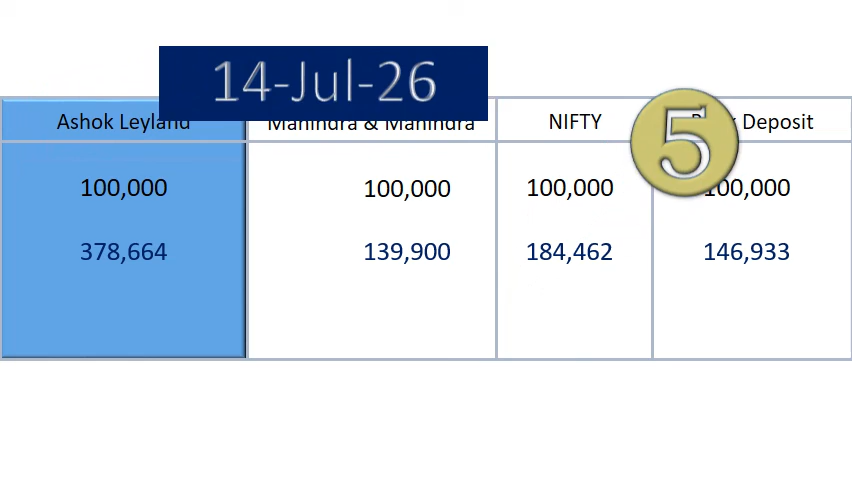 14-Jul-26
5
Ashok Leyland
Mahindra & Mahindra
NIFTY
Deposit
100,000
100,000
100,000
100,000
378,664
139,900
184,462
146,933